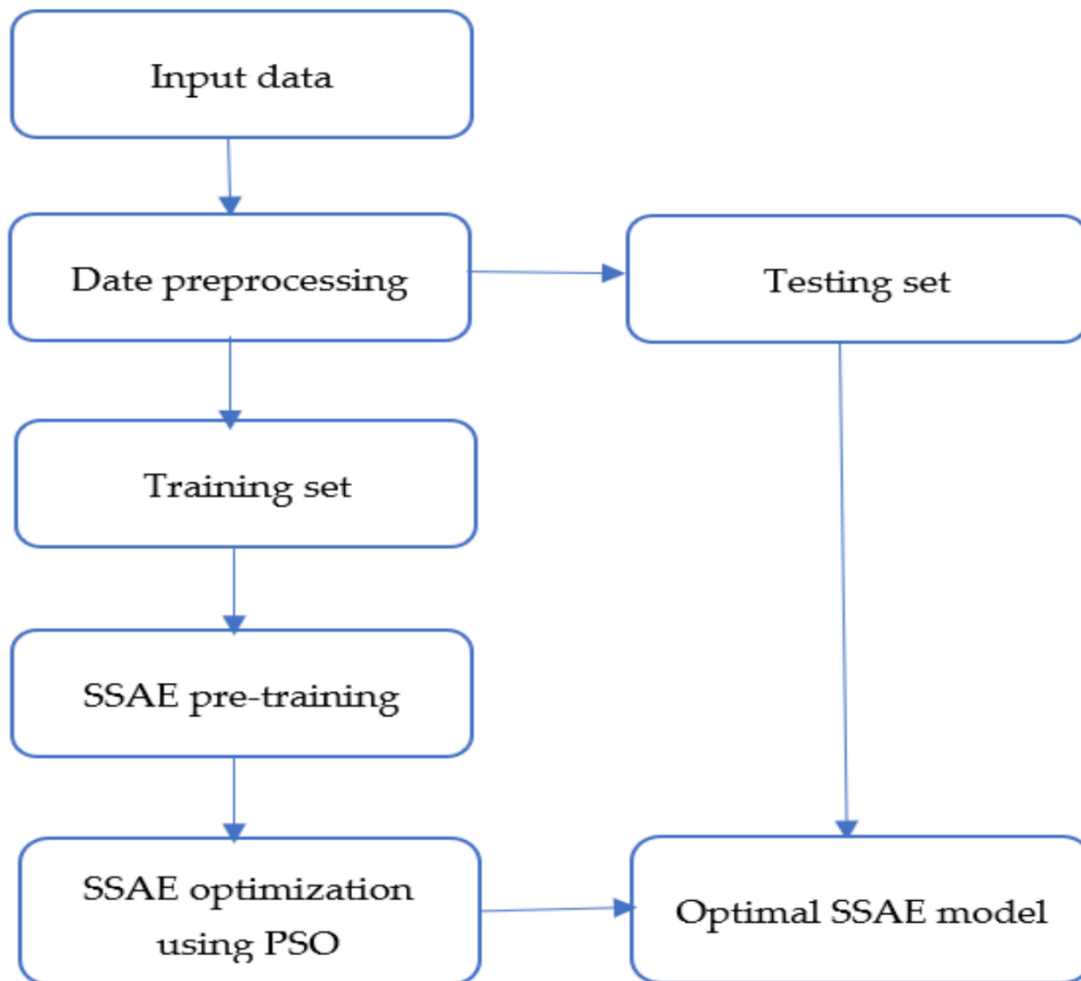 Input data
Date preprocessing
Testing set
Training set
SSAE pre-training
SSAE optimization
using PSO
Optimal SSAE model